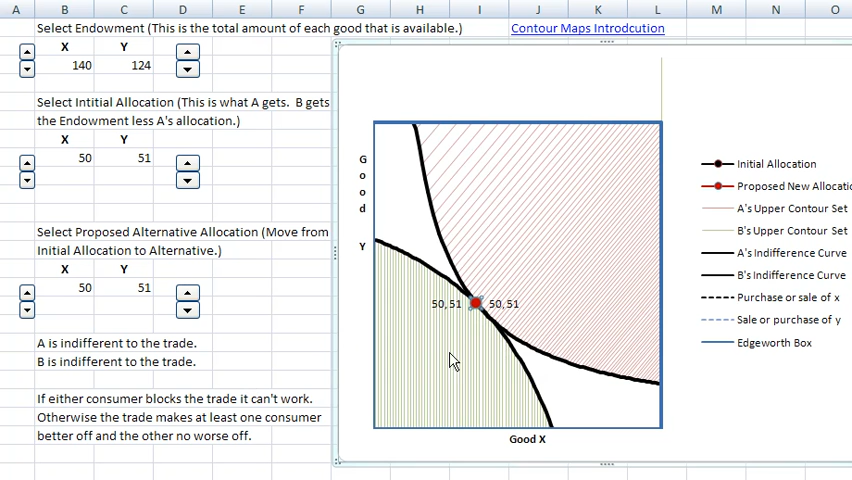 A B C D E F G H I J K L M N O
Select Endowment (This is the total amount of each good that is available.)
Contour Maps Introdcution
X Y
140 124
Select Intitial Allocation (This is what A gets. B gets
the Endowment less A's allocation.)
X Y
50 51
Select Proposed Alternative Allocation (Move from
Initial Allocation to Alternative.)
X Y
50 51
A is indifferent to the trade.
B is indifferent to the trade.
If either consumer blocks the trade it can't work.
Otherwise the trade makes at least one consumer
better off and the other no worse off.
G
o
o
d
Y
50, 51 50, 51
Good X
Initial Allocation
Proposed New Allocatio
A's Upper Contour Set
B's Upper Contour Set
A's Indifference Curve
B's Indifference Curve
Purchase or sale of x
Sale or purchase of y
Edgeworth Box